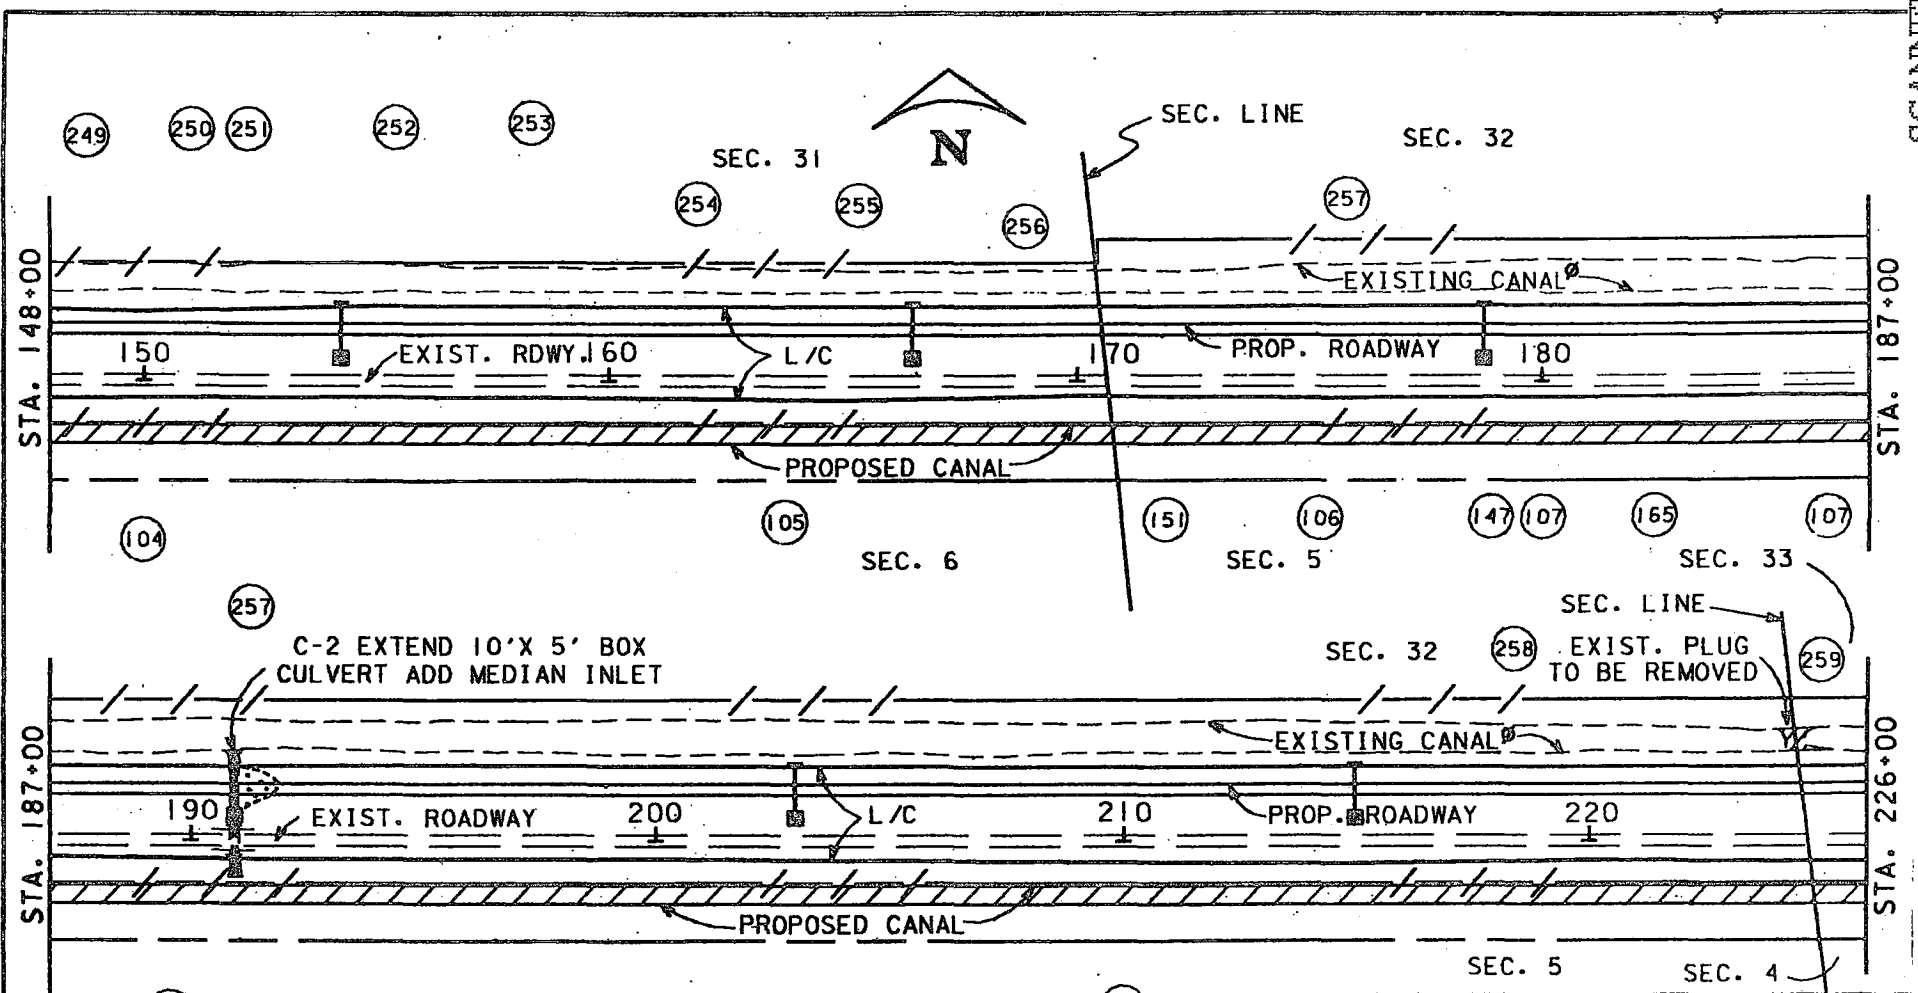 249
250
251
252
253
N
SEC. LINE
SEC. 31
SEC. 32
254
255
256
257
STA. 148+00
STA. 187+00
EXISTING CANAL Ø
150
EXIST. RDWY.
160
L/C
170
PROP. ROADWAY
180
PROPOSED CANAL
104
105
151
106
147
107
165
107
SEC. 6
SEC. 5
SEC. 33
257
SEC. LINE
C-2 EXTEND 10'X 5' BOX
CULVERT ADD MEDIAN INLET
SEC. 32
258
EXIST. PLUG
TO BE REMOVED
259
STA. 187+00
STA. 226+00
EXISTING CANAL Ø
190
EXIST. ROADWAY
200
L/C
210
PROP. ROADWAY
220
PROPOSED CANAL
SEC. 5
SEC. 4